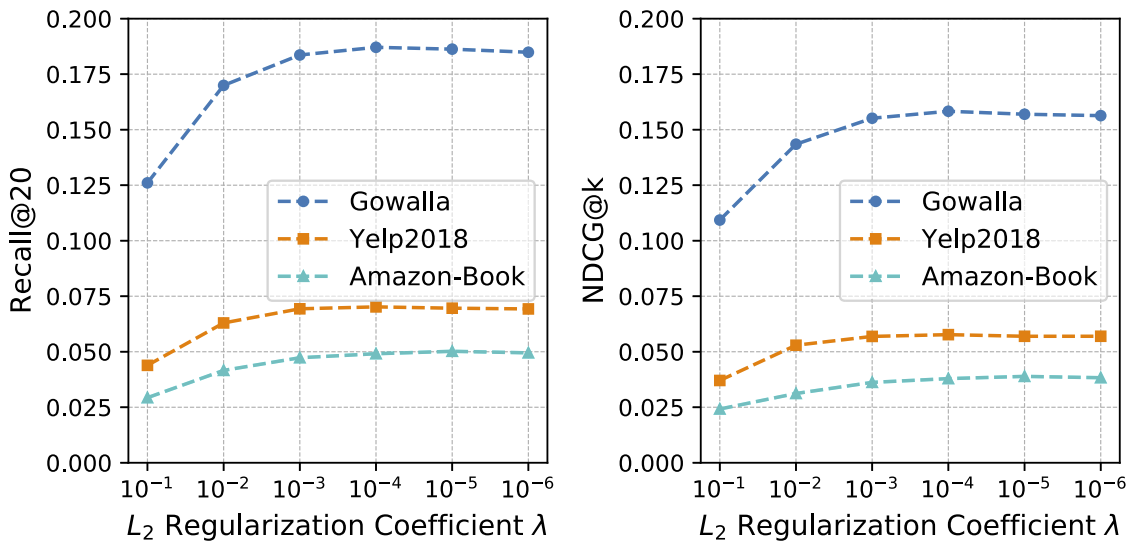 0.200
0.175
0.150
0.125
0.100
0.075
0.050
0.025
0.000
Recall@20
Gowalla
Yelp2018
Amazon-Book
10⁻¹ 10⁻² 10⁻³ 10⁻⁴ 10⁻⁵ 10⁻⁶
L₂ Regularization Coefficient λ
0.200
0.175
0.150
0.125
0.100
0.075
0.050
0.025
0.000
NDCG@k
Gowalla
Yelp2018
Amazon-Book
10⁻¹ 10⁻² 10⁻³ 10⁻⁴ 10⁻⁵ 10⁻⁶
L₂ Regularization Coefficient λ